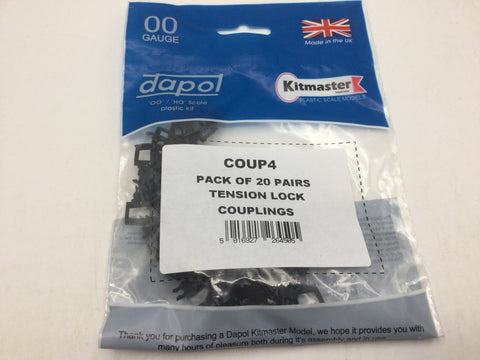 OO
GAUGE
Made in the UK
dapol
'OO' / 'HO' Scale
plastic kit
Kitmaster
PLASTIC SCALE MODELS
COUP4
PACK OF 20 PAIRS
TENSION LOCK
COUPLINGS
5 016927 264905
Thank you for purchasing a Dapol Kitmaster Model, we hope it provides you with
many hours of pleasure both during it's assembly and in use.